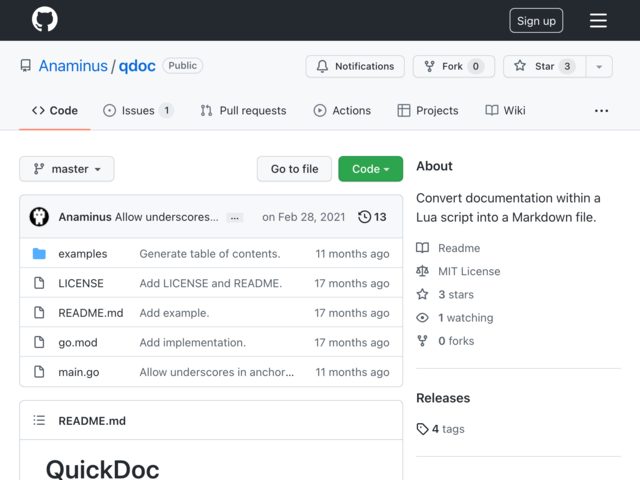 Sign up
Anaminus / qdoc Public
Notifications
Fork 0
Star 3
Code
Issues 1
Pull requests
Actions
Projects
Wiki
...
master
Go to file
Code
Anaminus Allow underscores... ... on Feb 28, 2021 13
examples Generate table of contents. 11 months ago
LICENSE Add LICENSE and README. 17 months ago
README.md Add example. 17 months ago
go.mod Add implementation. 17 months ago
main.go Allow underscores in anchor... 11 months ago
README.md
QuickDoc
About
Convert documentation within a
Lua script into a Markdown file.
Readme
MIT License
3 stars
1 watching
0 forks
Releases
4 tags